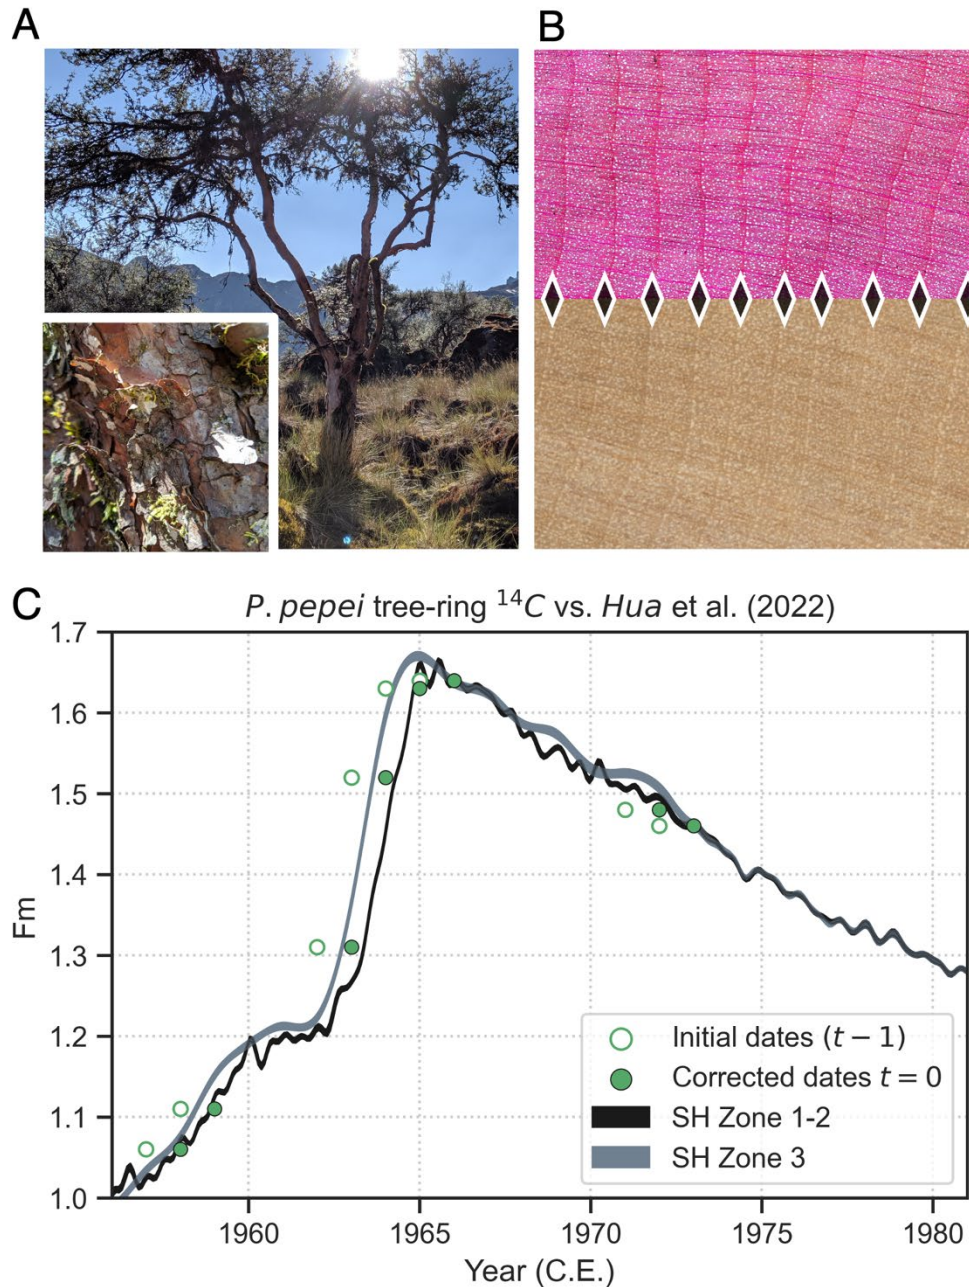 A
B
C
P. pepei tree-ring ¹⁴C vs. Hua et al. (2022)
1.7
1.6
1.5
1.4
1.3
1.2
1.1
1.0
Fm
Initial dates (t − 1)
Corrected dates t = 0
SH Zone 1-2
SH Zone 3
1960
1965
1970
1975
1980
Year (C.E.)